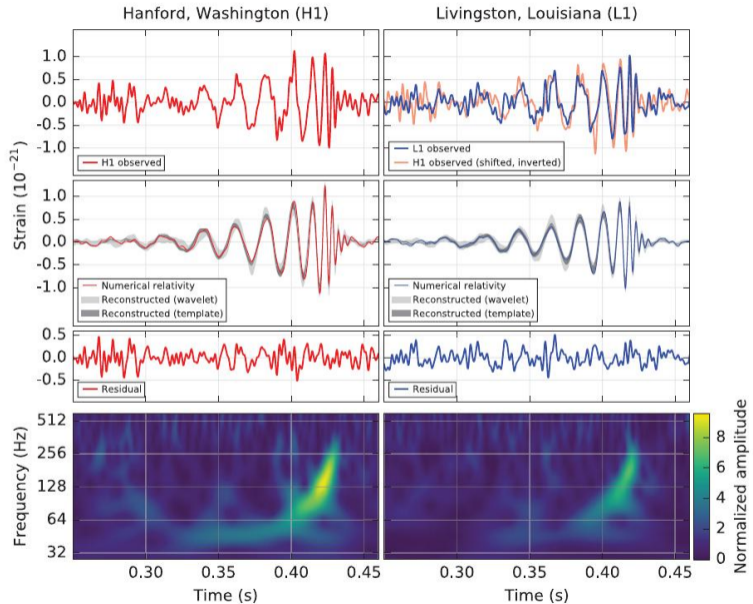 Hanford, Washington (H1)
Livingston, Louisiana (L1)
Strain (10⁻²¹)
1.0
0.5
0.0
-0.5
-1.0
H1 observed
L1 observed
H1 observed (shifted, inverted)
1.0
0.5
0.0
-0.5
-1.0
Numerical relativity
Reconstructed (wavelet)
Reconstructed (template)
Numerical relativity
Reconstructed (wavelet)
Reconstructed (template)
0.5
0.0
-0.5
Residual
Residual
Frequency (Hz)
512
256
128
64
32
0.30 0.35 0.40 0.45
Time (s)
0.30 0.35 0.40 0.45
Time (s)
8
6
4
2
0
Normalized amplitude